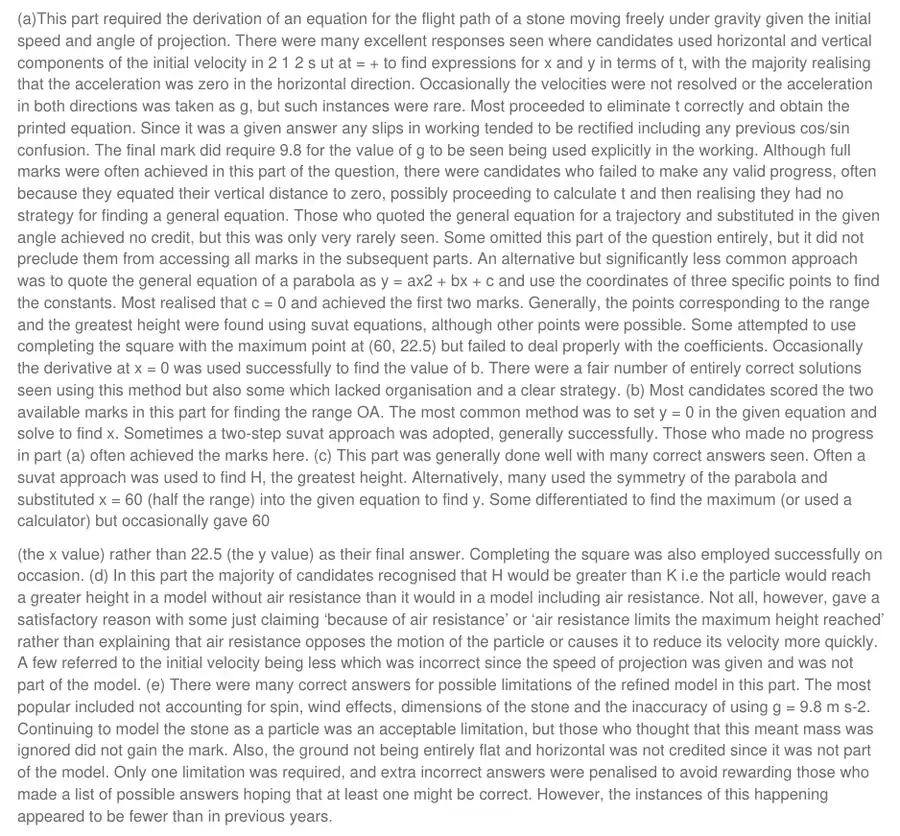 (a)This part required the derivation of an equation for the flight path of a stone moving freely under gravity given the initial
speed and angle of projection. There were many excellent responses seen where candidates used horizontal and vertical
components of the initial velocity in 2 1 2 s ut at = + to find expressions for x and y in terms of t, with the majority realising
that the acceleration was zero in the horizontal direction. Occasionally the velocities were not resolved or the acceleration
in both directions was taken as g, but such instances were rare. Most proceeded to eliminate t correctly and obtain the
printed equation. Since it was a given answer any slips in working tended to be rectified including any previous cos/sin
confusion. The final mark did require 9.8 for the value of g to be seen being used explicitly in the working. Although full
marks were often achieved in this part of the question, there were candidates who failed to make any valid progress, often
because they equated their vertical distance to zero, possibly proceeding to calculate t and then realising they had no
strategy for finding a general equation. Those who quoted the general equation for a trajectory and substituted in the given
angle achieved no credit, but this was only very rarely seen. Some omitted this part of the question entirely, but it did not
preclude them from accessing all marks in the subsequent parts. An alternative but significantly less common approach
was to quote the general equation of a parabola as y = ax2 + bx + c and use the coordinates of three specific points to find
the constants. Most realised that c = 0 and achieved the first two marks. Generally, the points corresponding to the range
and the greatest height were found using suvat equations, although other points were possible. Some attempted to use
completing the square with the maximum point at (60, 22.5) but failed to deal properly with the coefficients. Occasionally
the derivative at x = 0 was used successfully to find the value of b. There were a fair number of entirely correct solutions
seen using this method but also some which lacked organisation and a clear strategy. (b) Most candidates scored the two
available marks in this part for finding the range OA. The most common method was to set y = 0 in the given equation and
solve to find x. Sometimes a two-step suvat approach was adopted, generally successfully. Those who made no progress
in part (a) often achieved the marks here. (c) This part was generally done well with many correct answers seen. Often a
suvat approach was used to find H, the greatest height. Alternatively, many used the symmetry of the parabola and
substituted x = 60 (half the range) into the given equation to find y. Some differentiated to find the maximum (or used a
calculator) but occasionally gave 60
(the x value) rather than 22.5 (the y value) as their final answer. Completing the square was also employed successfully on
occasion. (d) In this part the majority of candidates recognised that H would be greater than K i.e the particle would reach
a greater height in a model without air resistance than it would in a model including air resistance. Not all, however, gave a
satisfactory reason with some just claiming ‘because of air resistance’ or ‘air resistance limits the maximum height reached’
rather than explaining that air resistance opposes the motion of the particle or causes it to reduce its velocity more quickly.
A few referred to the initial velocity being less which was incorrect since the speed of projection was given and was not
part of the model. (e) There were many correct answers for possible limitations of the refined model in this part. The most
popular included not accounting for spin, wind effects, dimensions of the stone and the inaccuracy of using g = 9.8 m s-2.
Continuing to model the stone as a particle was an acceptable limitation, but those who thought that this meant mass was
ignored did not gain the mark. Also, the ground not being entirely flat and horizontal was not credited since it was not part
of the model. Only one limitation was required, and extra incorrect answers were penalised to avoid rewarding those who
made a list of possible answers hoping that at least one might be correct. However, the instances of this happening
appeared to be fewer than in previous years.